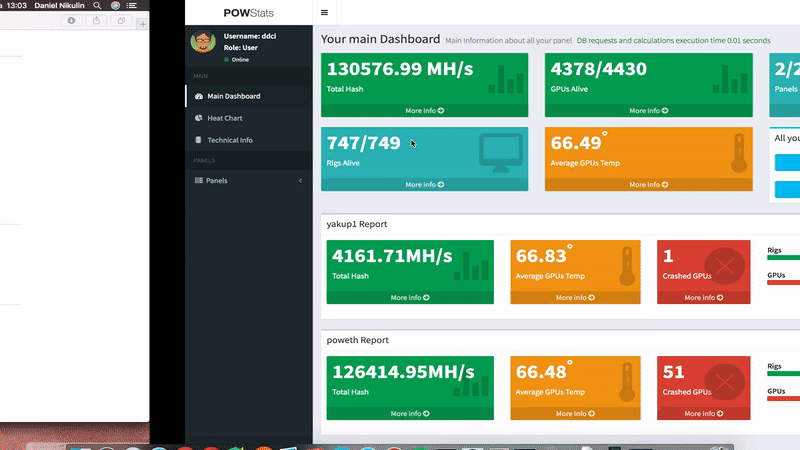 а 13:03 Daniel Nikulin
POWStats
Username: ddci
Role: User
Online
MAIN
Main Dashboard
Heat Chart
Technical Info
PANELS
Panels
Your main Dashboard Main Information about all your panel DB requests and calculations execution time 0.01 seconds
130576.99 MH/s
Total Hash
More info
4378/4430
GPUs Alive
More info
2/2
Panels
747/749
Rigs Alive
More info
66.49°
Average GPUs Temp
More info
All you
yakup1 Report
4161.71MH/s
Total Hash
More info
66.83°
Average GPUs Temp
More info
1
Crashed GPUs
More info
Rigs
GPUs
poweth Report
126414.95MH/s
Total Hash
More info
66.48°
Average GPUs Temp
More info
51
Crashed GPUs
More info
Rigs
GPUs